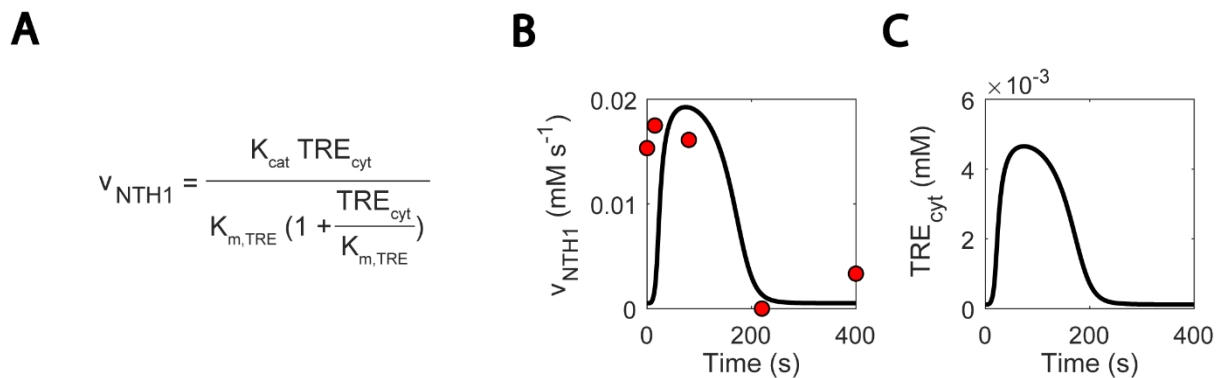 A
v_NTH1 = K_cat TRE_cyt / K_m,TRE (1 + TRE_cyt / K_m,TRE)
B
0.02
0.01
0
v_NTH1 (mM s⁻¹)
0 200 400
Time (s)
C
×10⁻³
6
4
2
0
TRE_cyt (mM)
0 200 400
Time (s)